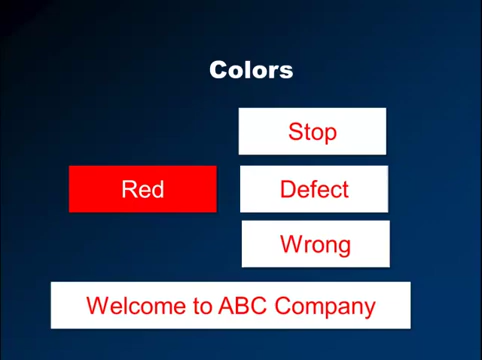 Colors
Stop
Red
Defect
Wrong
Welcome to ABC Company